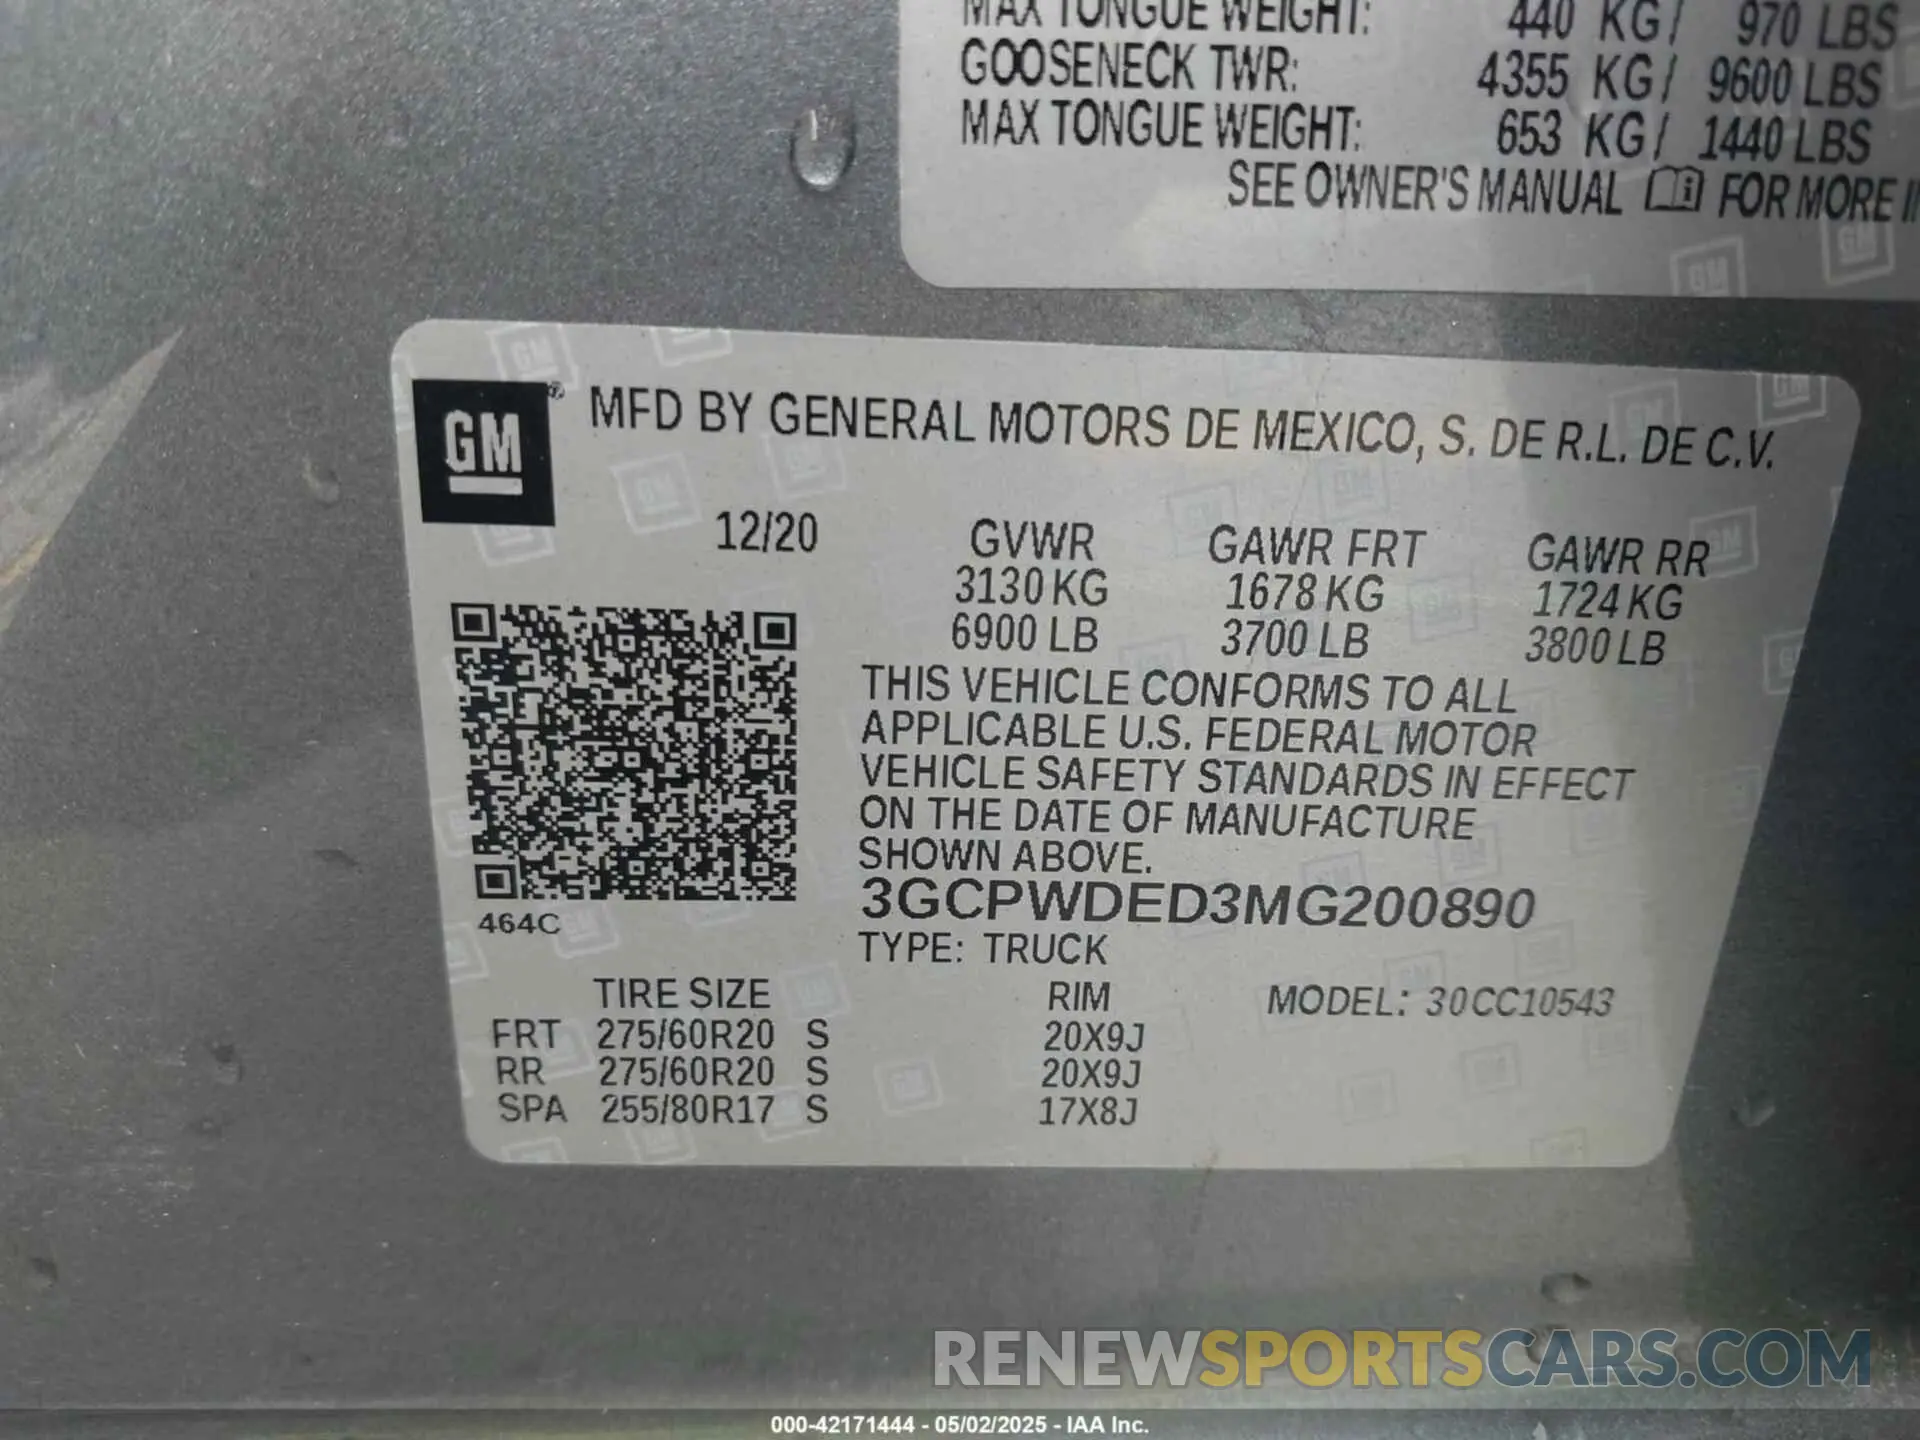 MAX TONGUE WEIGHT: 440 KG/ 970 LBS
GOOSENECK TWR: 4355 KG/ 9600 LBS
MAX TONGUE WEIGHT: 653 KG/ 1440 LBS
SEE OWNER'S MANUAL FOR MORE
GM® MFD BY GENERAL MOTORS DE MEXICO, S. DE R.L. DE C.V.
12/20 GVWR GAWR FRT GAWR RR
3130 KG 1678 KG 1724 KG
6900 LB 3700 LB 3800 LB
THIS VEHICLE CONFORMS TO ALL
APPLICABLE U.S. FEDERAL MOTOR
VEHICLE SAFETY STANDARDS IN EFFECT
ON THE DATE OF MANUFACTURE
SHOWN ABOVE.
3GCPWDED3MG200890
464C
TYPE: TRUCK
TIRE SIZE RIM MODEL: 30CC10543
FRT 275/60R20 S 20X9J
RR 275/60R20 S 20X9J
SPA 255/80R17 S 17X8J
RENEWSPORTSCARS.COM
000-42171444 - 05/02/2025 - IAA Inc.